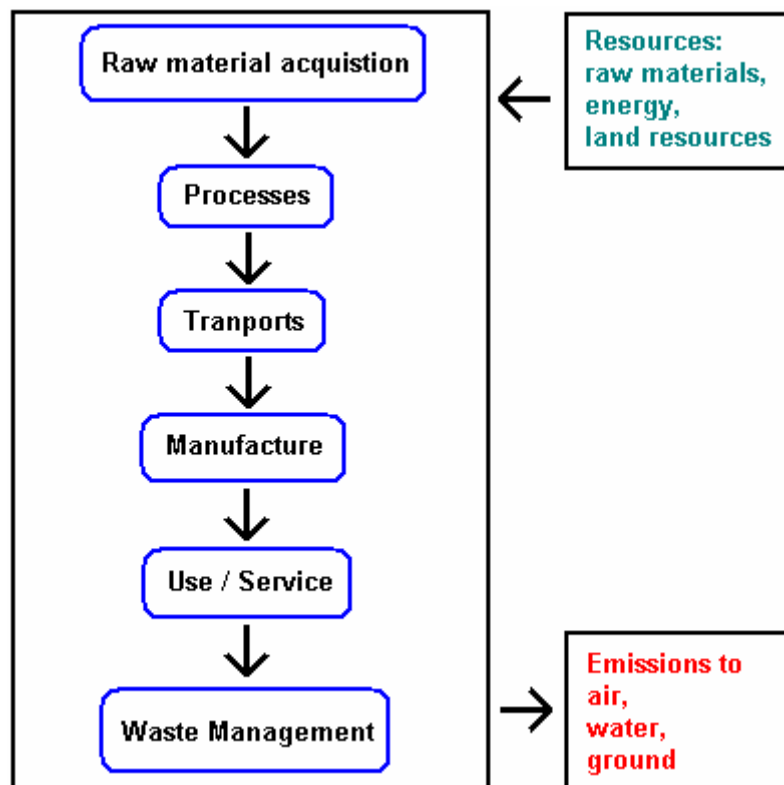 Raw material acquistion
Processes
Tranports
Manufacture
Use / Service
Waste Management
Resources:
raw materials,
energy,
land resources
Emissions to
air,
water,
ground